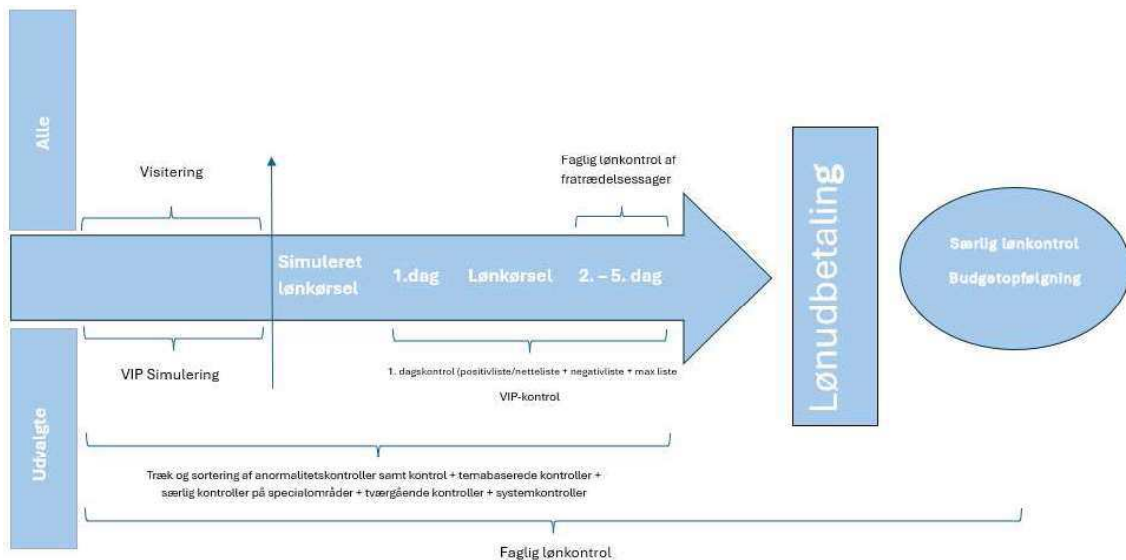 Alle
Visitering
Faglig lønkontrol af
fratrædelsessager
Simuleret
lønkørsel
1.dag
Lønkørsel
2. – 5. dag
Lønudbetaling
Særlig lønkontrol
Budgetopfølgning
VIP Simulering
1. dagskontrol (positivliste/netteliste + negativliste + max liste
VIP-kontrol
Udvalgte
Træk og sortering af anormalitetskontroller samt kontrol + temabaserede kontroller +
særlig kontroller på specialområder + tværgående kontroller + systemkontroller
Faglig lønkontrol